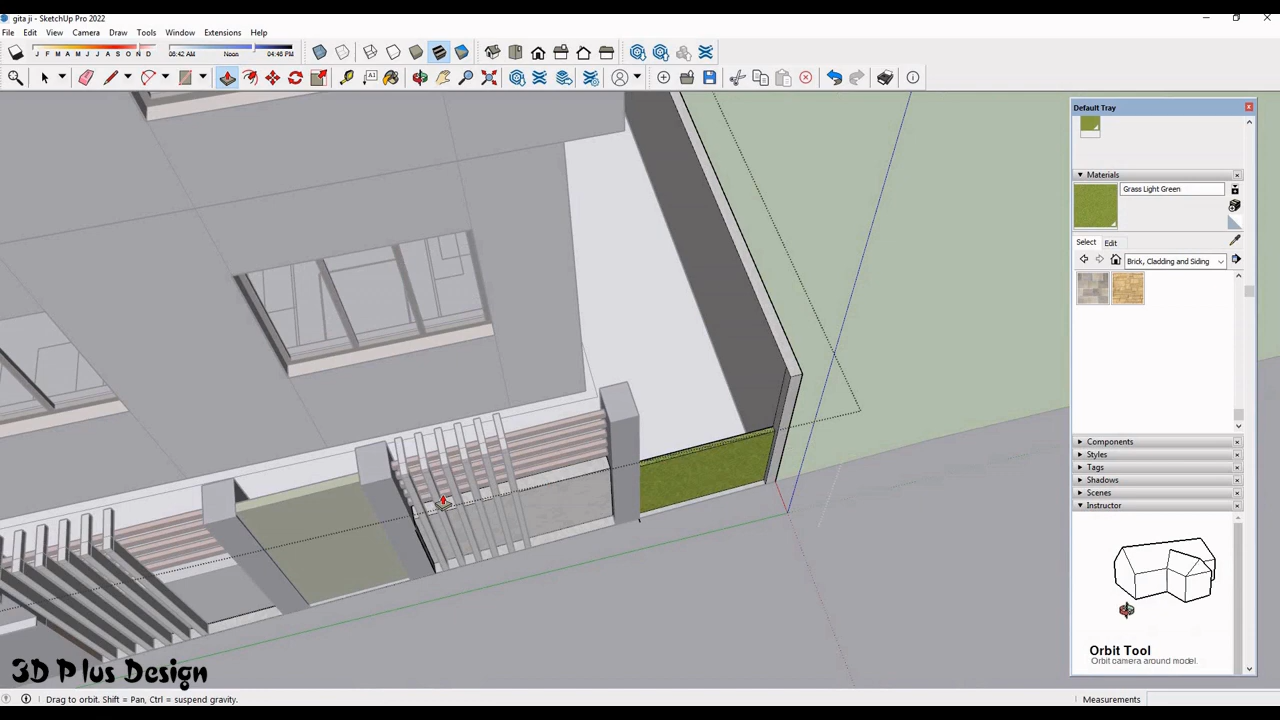 gita ji - SketchUp Pro 2022
File Edit View Camera Draw Tools Window Extensions Help
J F M A M J J A S O N D 06:42 AM Noon 04:46 PM
Default Tray
Materials
Grass Light Green
Select Edit
Brick, Cladding and Siding
Components
Styles
Tags
Shadows
Scenes
Instructor
Orbit Tool
Orbit camera around model.
3D Plus Design
Drag to orbit. Shift = Pan, Ctrl = suspend gravity.
Measurements